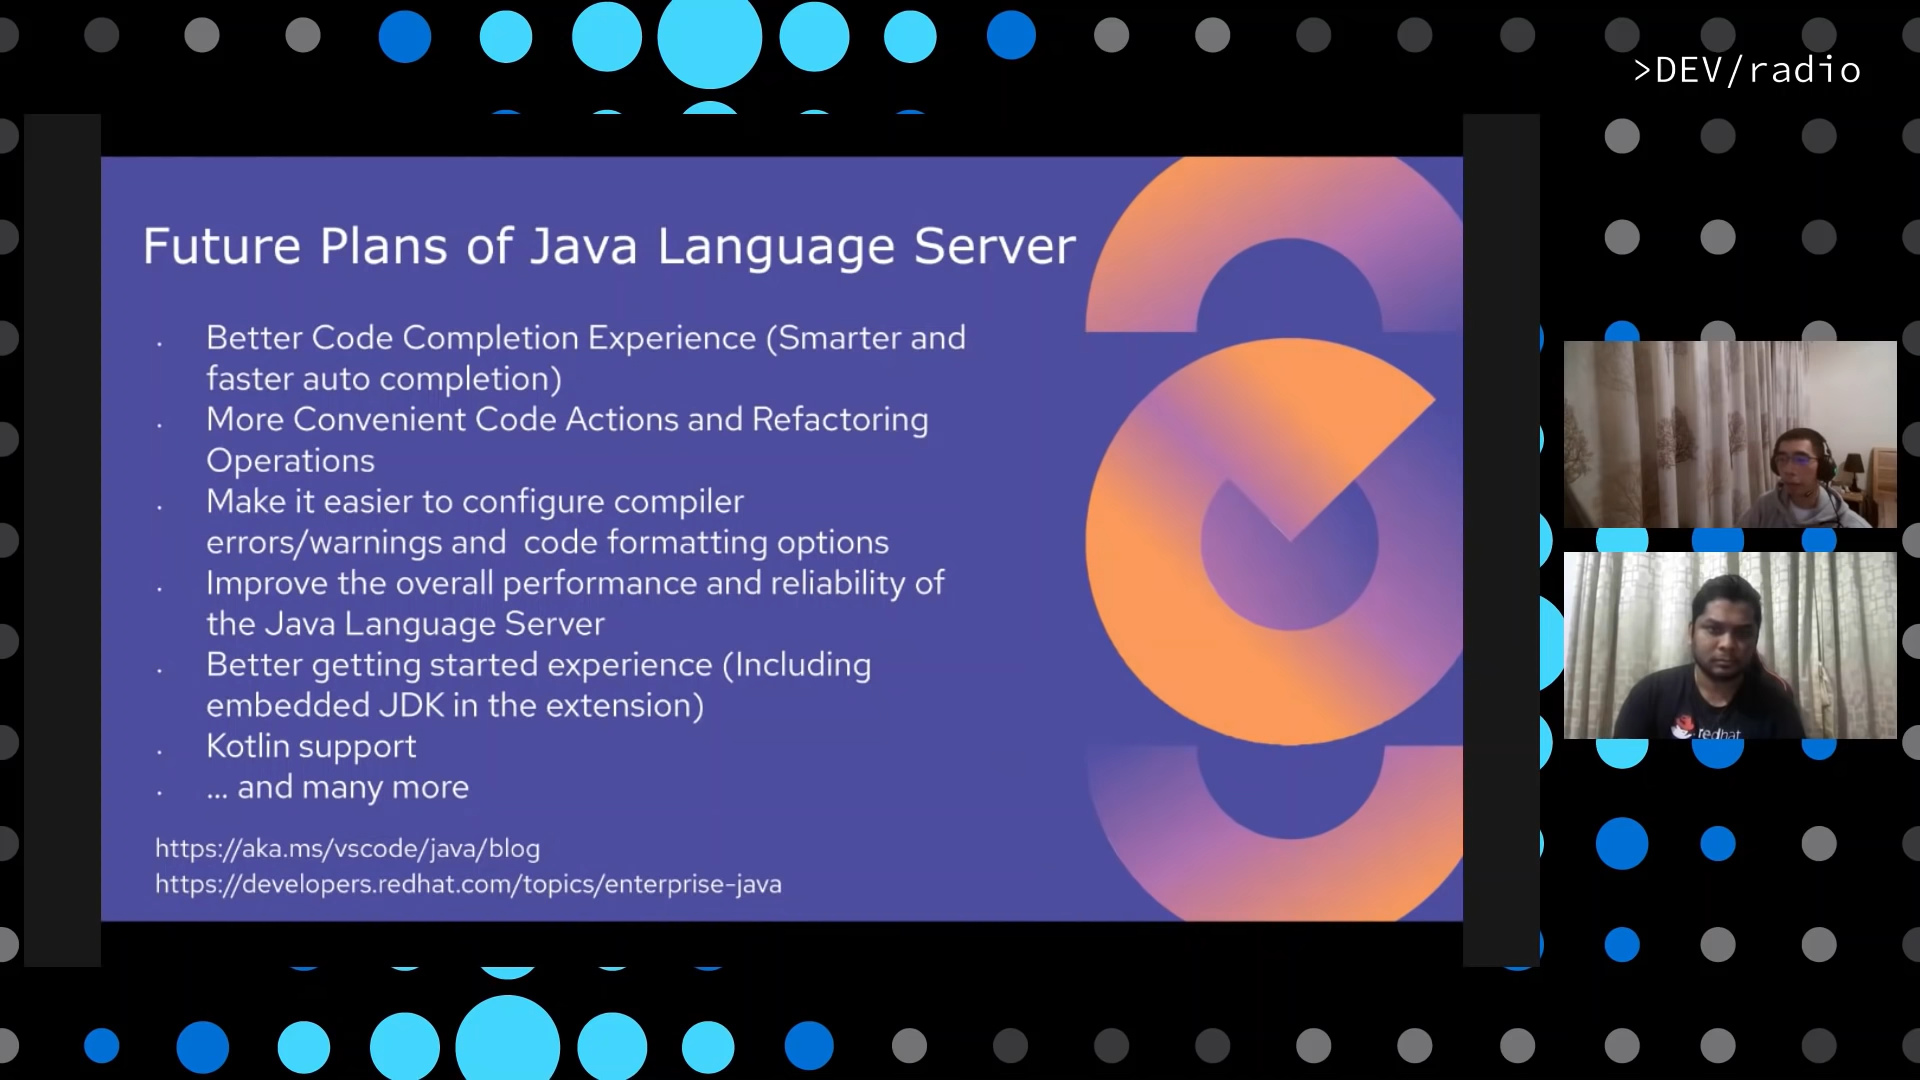 >DEV/radio
Future Plans of Java Language Server
. Better Code Completion Experience (Smarter and
faster auto completion)
. More Convenient Code Actions and Refactoring
Operations
. Make it easier to configure compiler
errors/warnings and  code formatting options
. Improve the overall performance and reliability of
the Java Language Server
. Better getting started experience (Including
embedded JDK in the extension)
. Kotlin support
. ... and many more
https://aka.ms/vscode/java/blog
https://developers.redhat.com/topics/enterprise-java
redhat